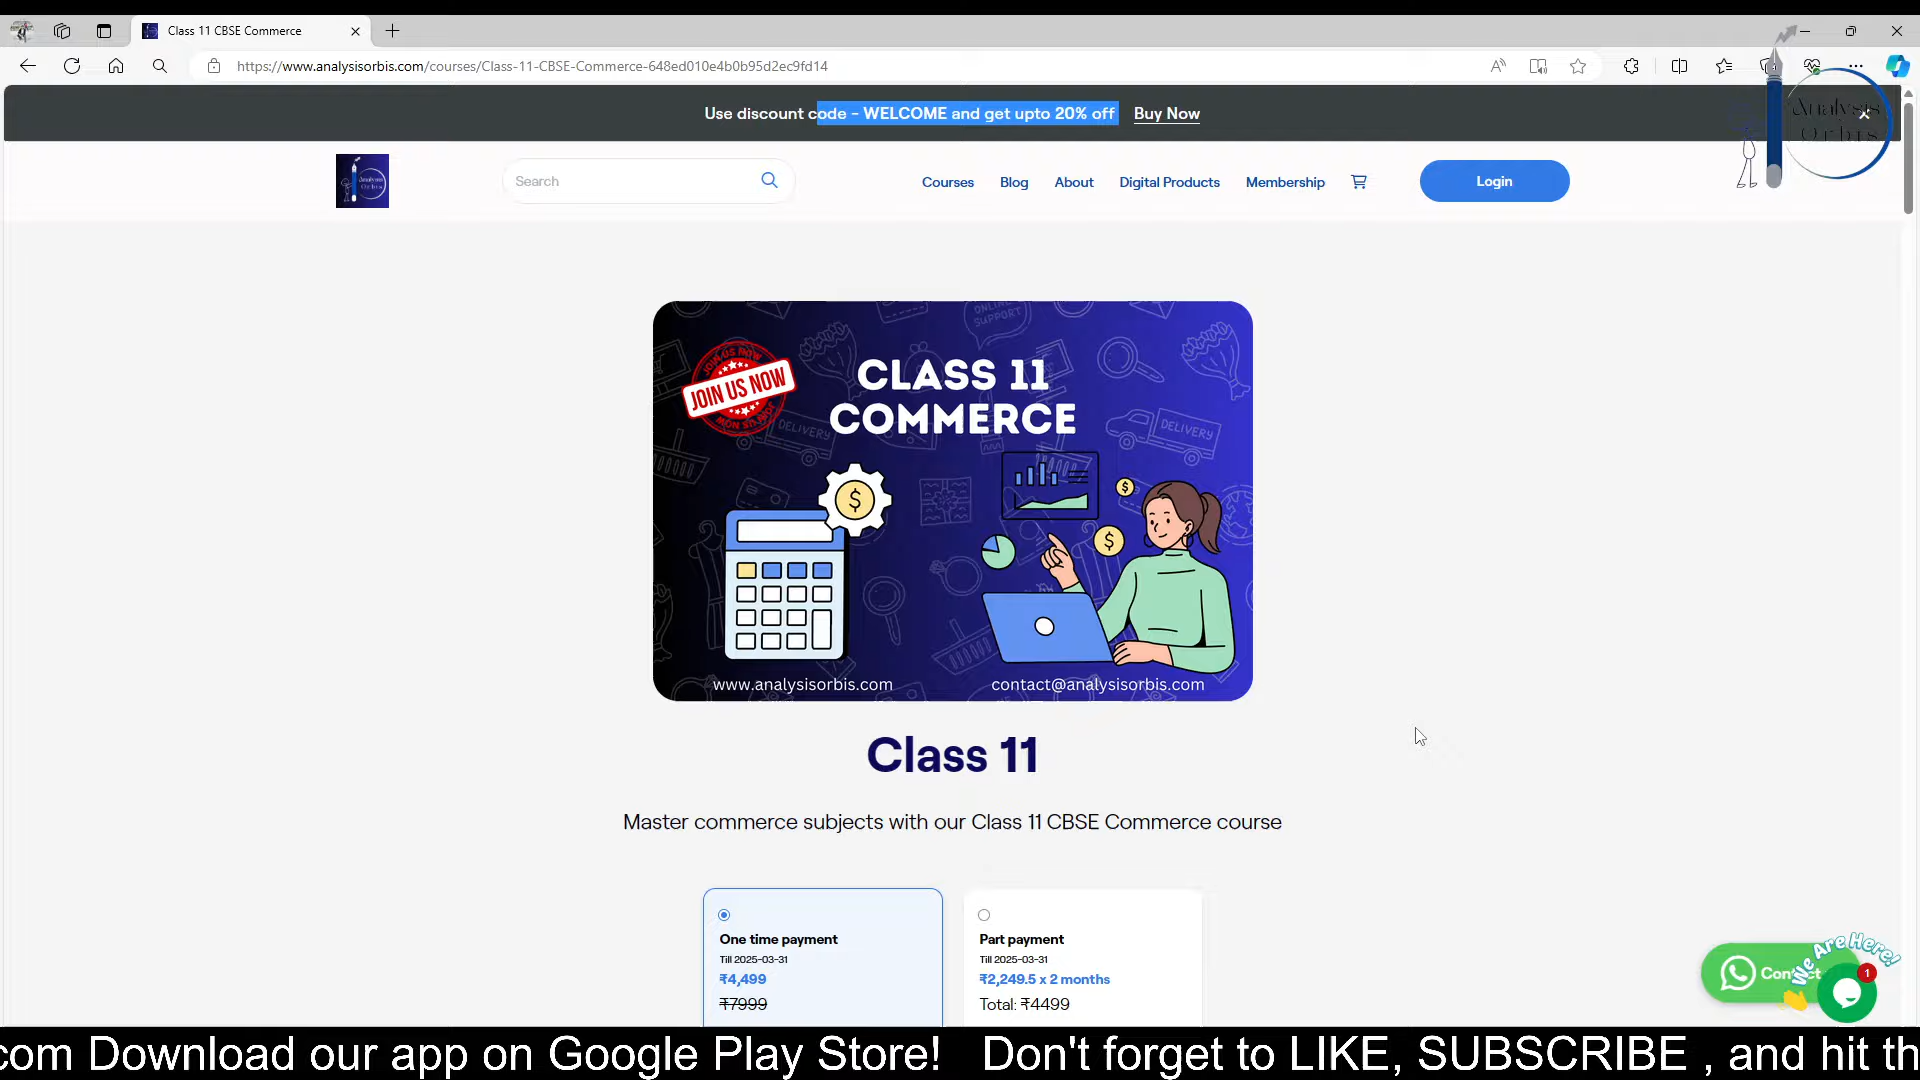 Class 11 CBSE Commerce
https://www.analysisorbis.com/courses/Class-11-CBSE-Commerce-648ed010e4b0b95d2ec9fd14
Use discount code - WELCOME and get upto 20% off Buy Now
Analysis
Orbis
Search
Courses Blog About Digital Products Membership Login
JOIN US NOW
CLASS 11
COMMERCE
www.analysisorbis.com contact@analysisorbis.com
Class 11
Master commerce subjects with our Class 11 CBSE Commerce course
One time payment
Till 2025-03-31
₹4,499
₹7999
Part payment
Till 2025-03-31
₹2,249.5 x 2 months
Total: ₹4499
We Are Here!
1
com Download our app on Google Play Store! Don't forget to LIKE, SUBSCRIBE , and hit th